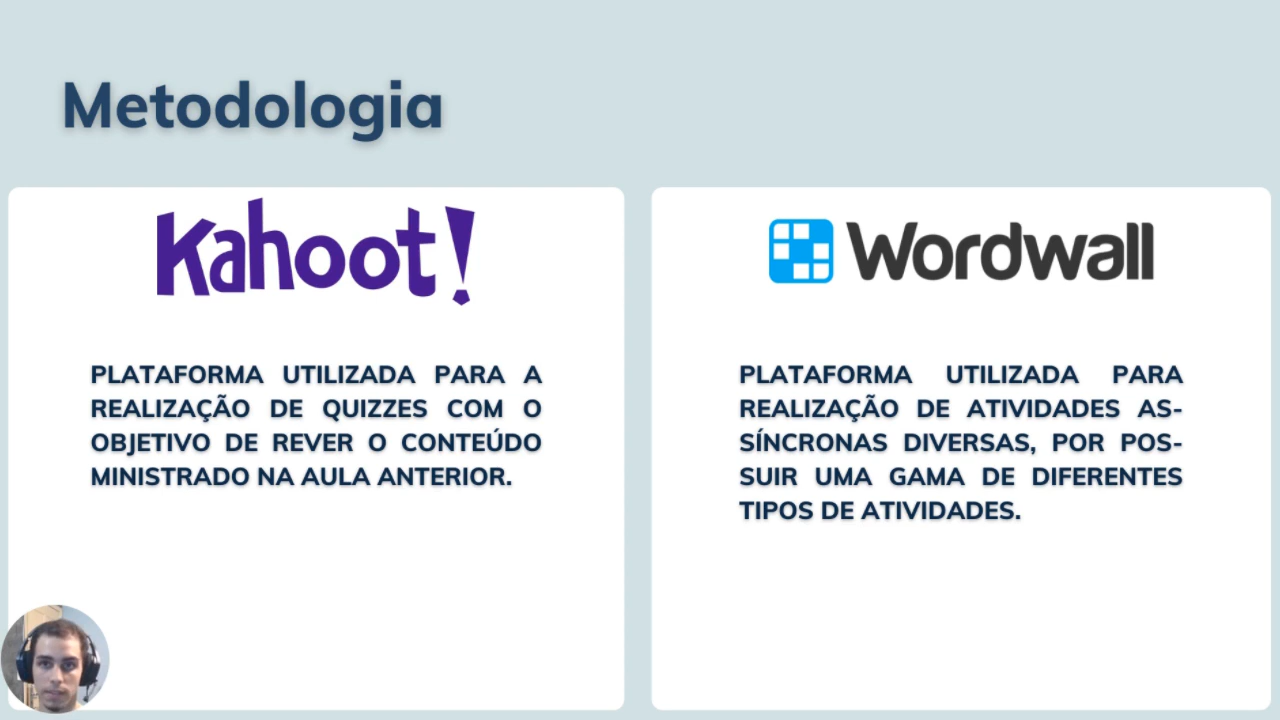 Metodologia
Kahoot!
PLATAFORMA UTILIZADA PARA A
REALIZAÇÃO DE QUIZZES COM O
OBJETIVO DE REVER O CONTEÚDO
MINISTRADO NA AULA ANTERIOR.
Wordwall
PLATAFORMA UTILIZADA PARA
REALIZAÇÃO DE ATIVIDADES AS-
SÍNCRONAS DIVERSAS, POR POS-
SUIR UMA GAMA DE DIFERENTES
TIPOS DE ATIVIDADES.